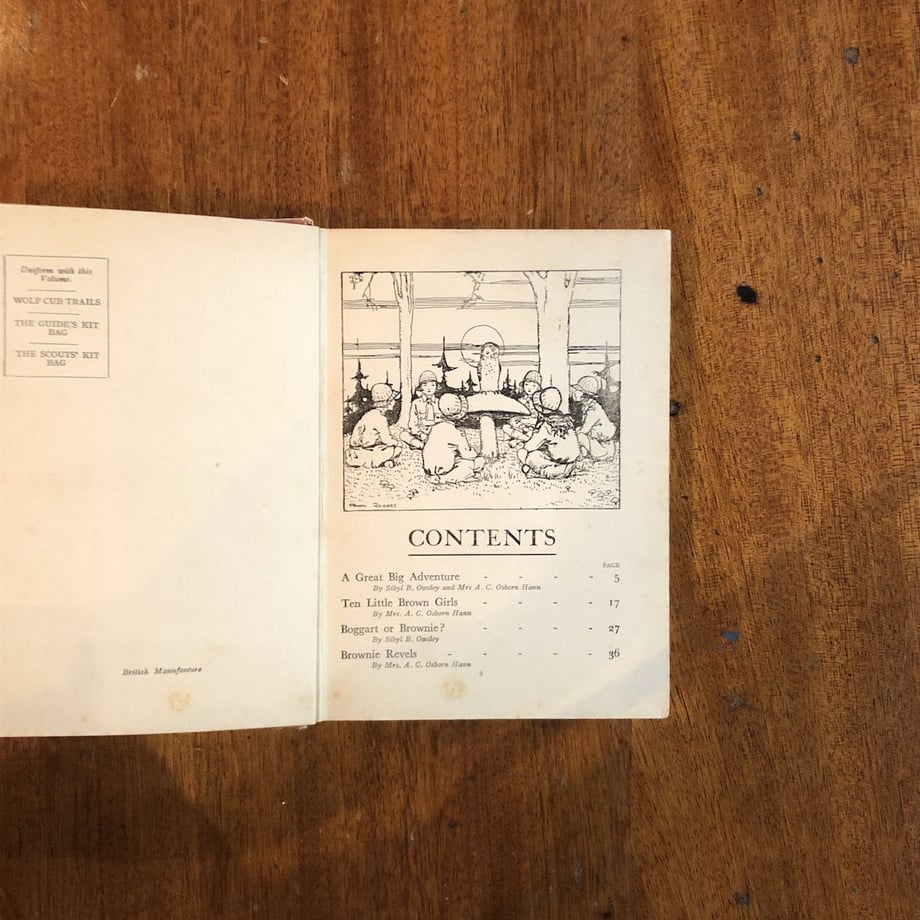 Uniform with this
Volume.
WOLF CUB TRAILS
THE GUIDE'S KIT
BAG
THE SCOUTS' KIT
BAG
British Manufacture
CONTENTS
PAGE
A Great Big Adventure - - - - 5
By Sibyl B. Owsley and Mrs A. C. Osborn Hann
Ten Little Brown Girls - - - - 17
By Mrs. A. C. Osborn Hann
Boggart or Brownie? - - - - 27
By Sibyl B. Owsley
Brownie Revels - - - - - 36
By Mrs. A. C. Osborn Hann